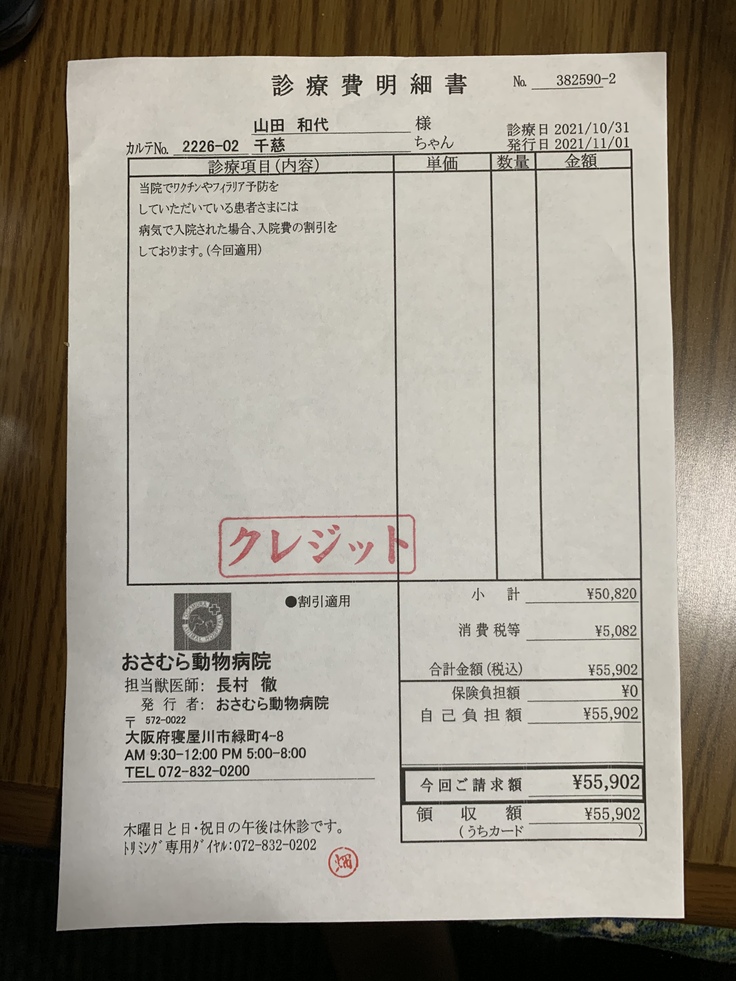 診療費明細書
No. 382590-2
山田 和代 様
診療日 2021/10/31
カルテNo. 2226-02 千慈 ちゃん
発行日 2021/11/01
診療項目(内容) 単価 数量 金額
当院でワクチンやフィラリア予防を
していただいている患者さまには
病気で入院された場合、入院費の割引を
しております。(今回適用)
クレジット
●割引適用
小計 ¥50,820
消費税等 ¥5,082
合計金額(税込) ¥55,902
保険負担額 ¥0
自己負担額 ¥55,902
今回ご請求額 ¥55,902
領収額 ¥55,902
(うちカード )
おさむら動物病院
担当獣医師: 長村 徹
発行者: おさむら動物病院
〒 572-0022
大阪府寝屋川市緑町4-8
AM 9:30-12:00 PM 5:00-8:00
TEL 072-832-0200
木曜日と日・祝日の午後は休診です。
トリミング専用ダイヤル:072-832-0202
畑